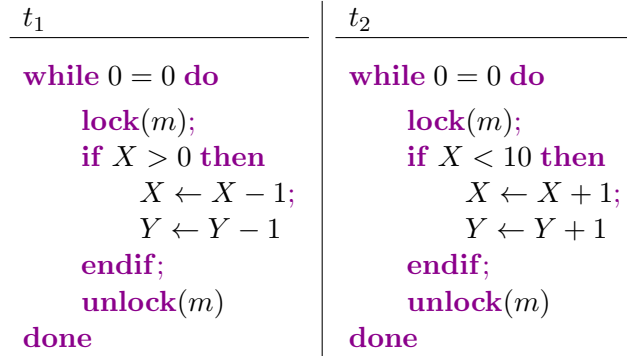 t₁
while 0 = 0 do
lock(m);
if X > 0 then
X ← X − 1;
Y ← Y − 1
endif;
unlock(m)
done
t₂
while 0 = 0 do
lock(m);
if X < 10 then
X ← X + 1;
Y ← Y + 1
endif;
unlock(m)
done